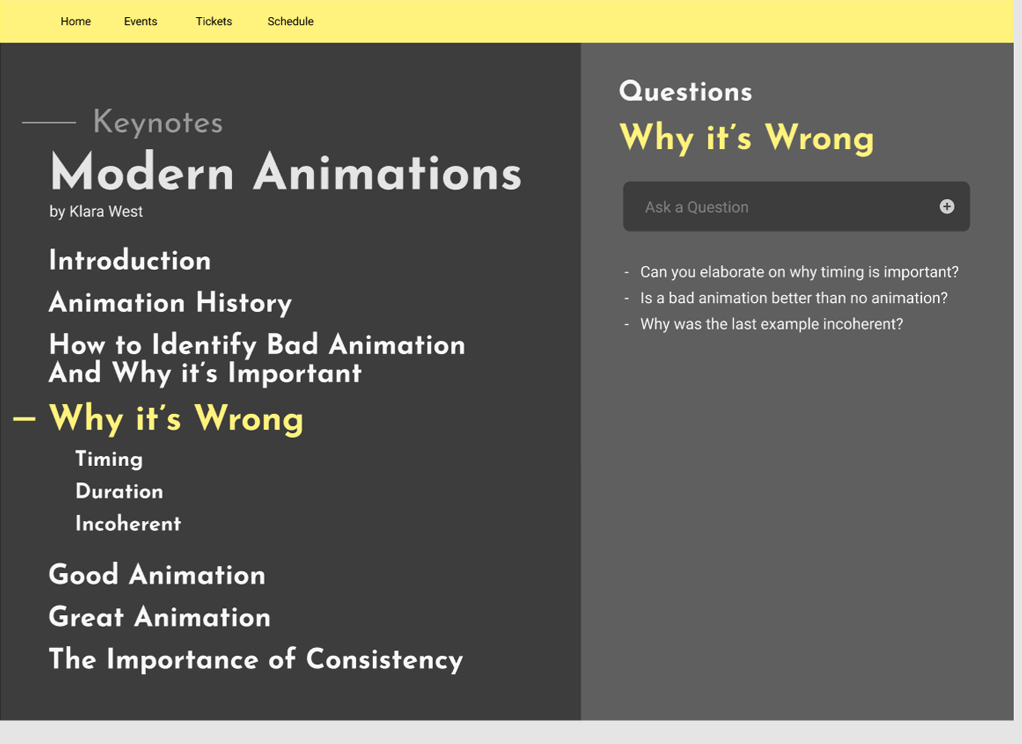 Home Events Tickets Schedule
Keynotes
Modern Animations
by Klara West
Introduction
Animation History
How to Identify Bad Animation
And Why it's Important
Why it's Wrong
Timing
Duration
Incoherent
Good Animation
Great Animation
The Importance of Consistency
Questions
Why it's Wrong
Ask a Question
- Can you elaborate on why timing is important?
- Is a bad animation better than no animation?
- Why was the last example incoherent?